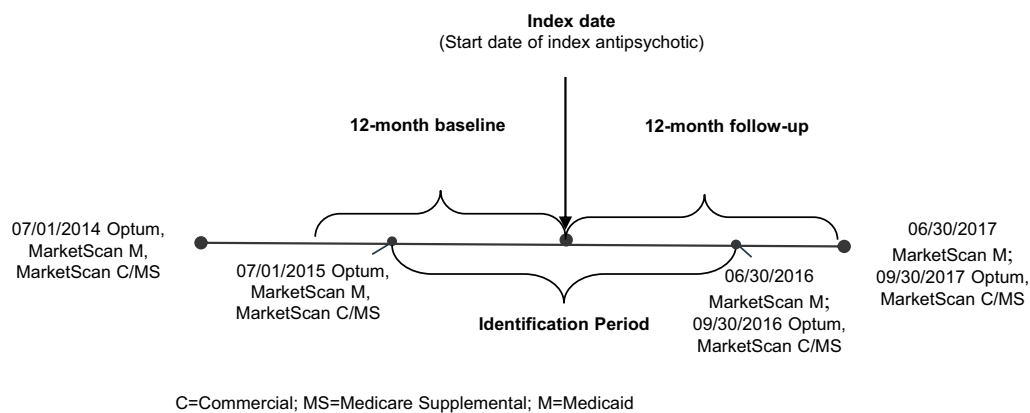 Index date
(Start date of index antipsychotic)
12-month baseline
12-month follow-up
07/01/2014 Optum,
MarketScan M,
MarketScan C/MS
07/01/2015 Optum,
MarketScan M,
MarketScan C/MS
Identification Period
06/30/2016
MarketScan M;
09/30/2016 Optum,
MarketScan C/MS
06/30/2017
MarketScan M;
09/30/2017 Optum,
MarketScan C/MS
C=Commercial; MS=Medicare Supplemental; M=Medicaid